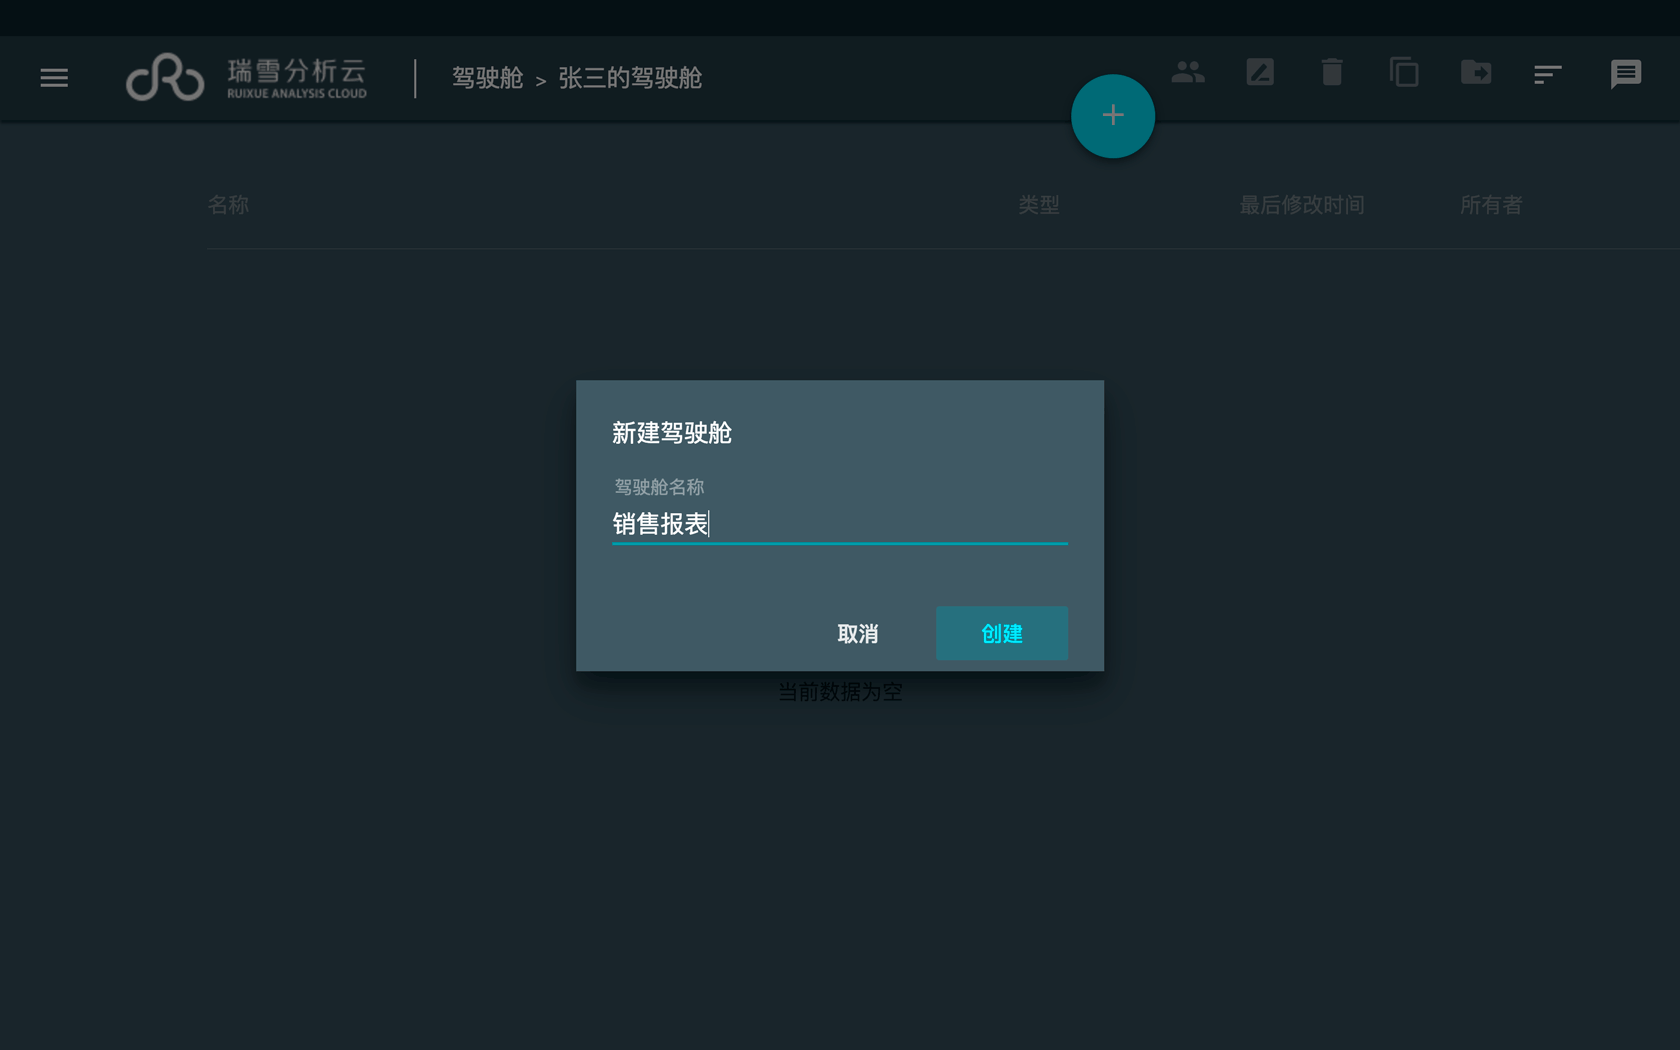 瑞雪分析云
RUIXUE ANALYSIS CLOUD
驾驶舱 > 张三的驾驶舱
名称 类型 最后修改时间 所有者
新建驾驶舱
驾驶舱名称
销售报表
取消 创建
当前数据为空